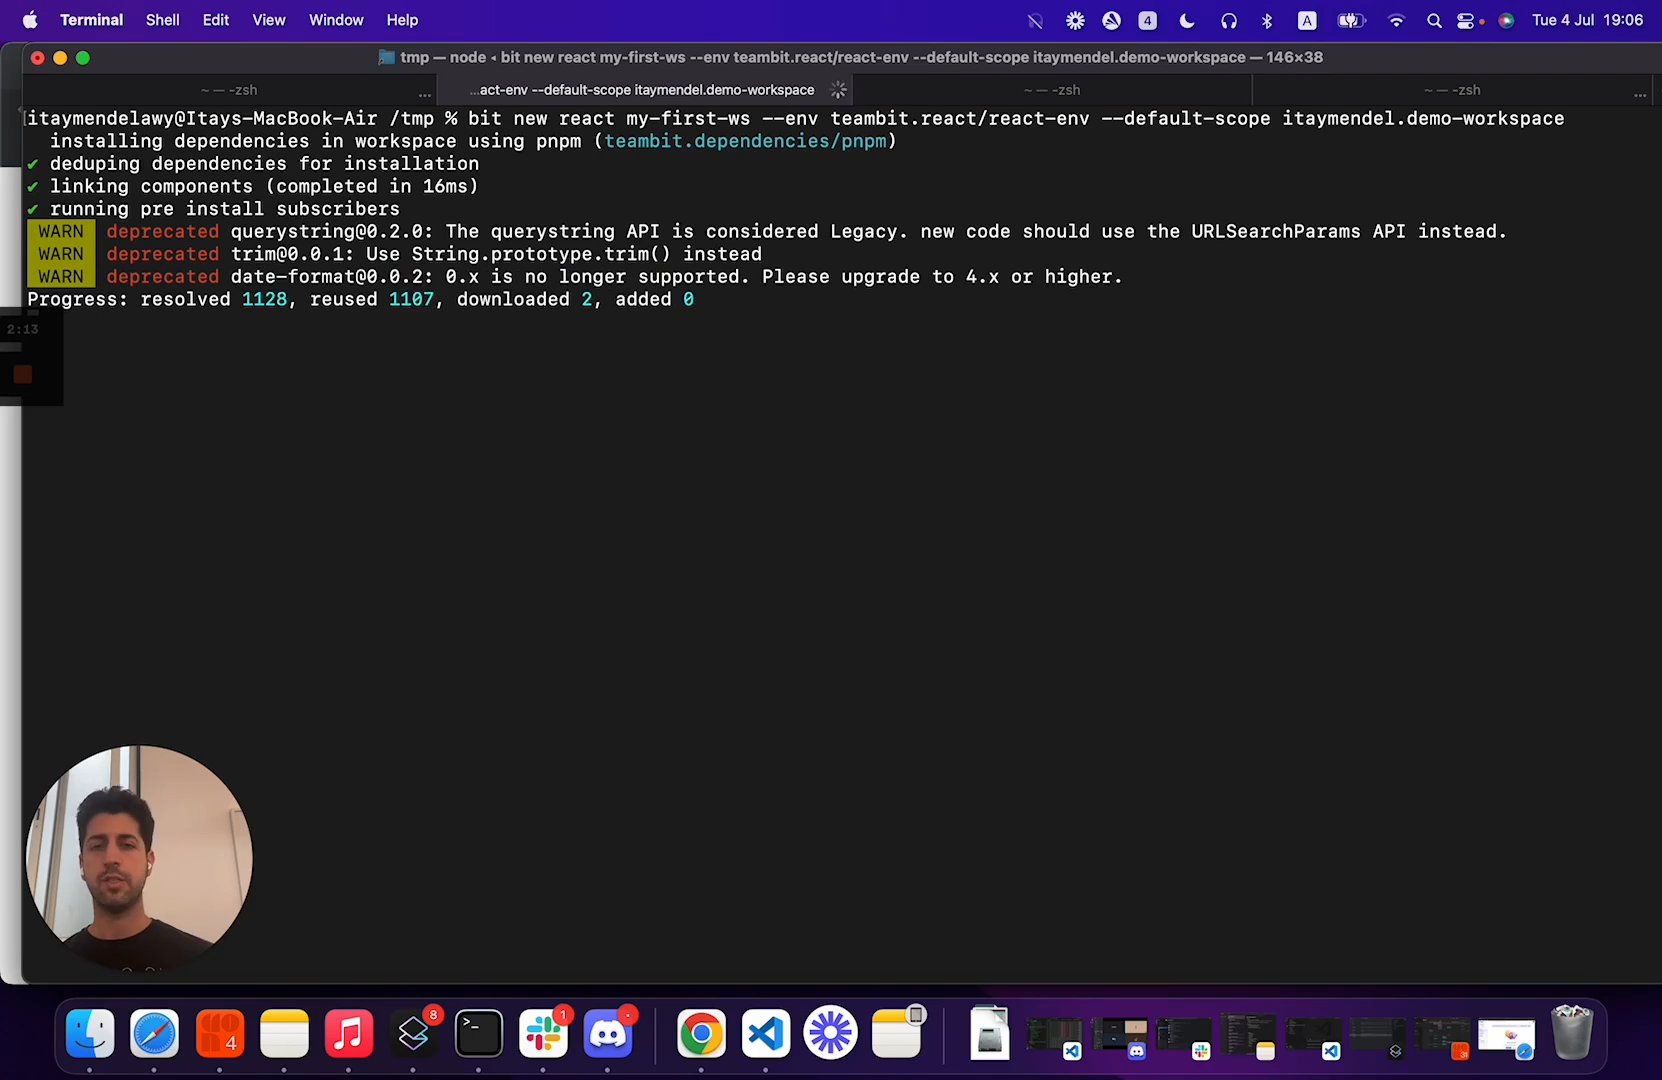 Terminal Shell Edit View Window Help 4 A Tue 4 Jul 19:06
tmp — node ◂ bit new react my-first-ws --env teambit.react/react-env --default-scope itaymendel.demo-workspace — 146×38
~ — -zsh ... ...act-env --default-scope itaymendel.demo-workspace ~ — -zsh ~ — -zsh ...
[itaymendelawy@Itays-MacBook-Air /tmp % bit new react my-first-ws --env teambit.react/react-env --default-scope itaymendel.demo-workspace
installing dependencies in workspace using pnpm (teambit.dependencies/pnpm)
✔ deduping dependencies for installation
✔ linking components (completed in 16ms)
✔ running pre install subscribers
WARN deprecated querystring@0.2.0: The querystring API is considered Legacy. new code should use the URLSearchParams API instead.
WARN deprecated trim@0.0.1: Use String.prototype.trim() instead
WARN deprecated date-format@0.0.2: 0.x is no longer supported. Please upgrade to 4.x or higher.
Progress: resolved 1128, reused 1107, downloaded 2, added 0
2:13
4 8 >_ 1